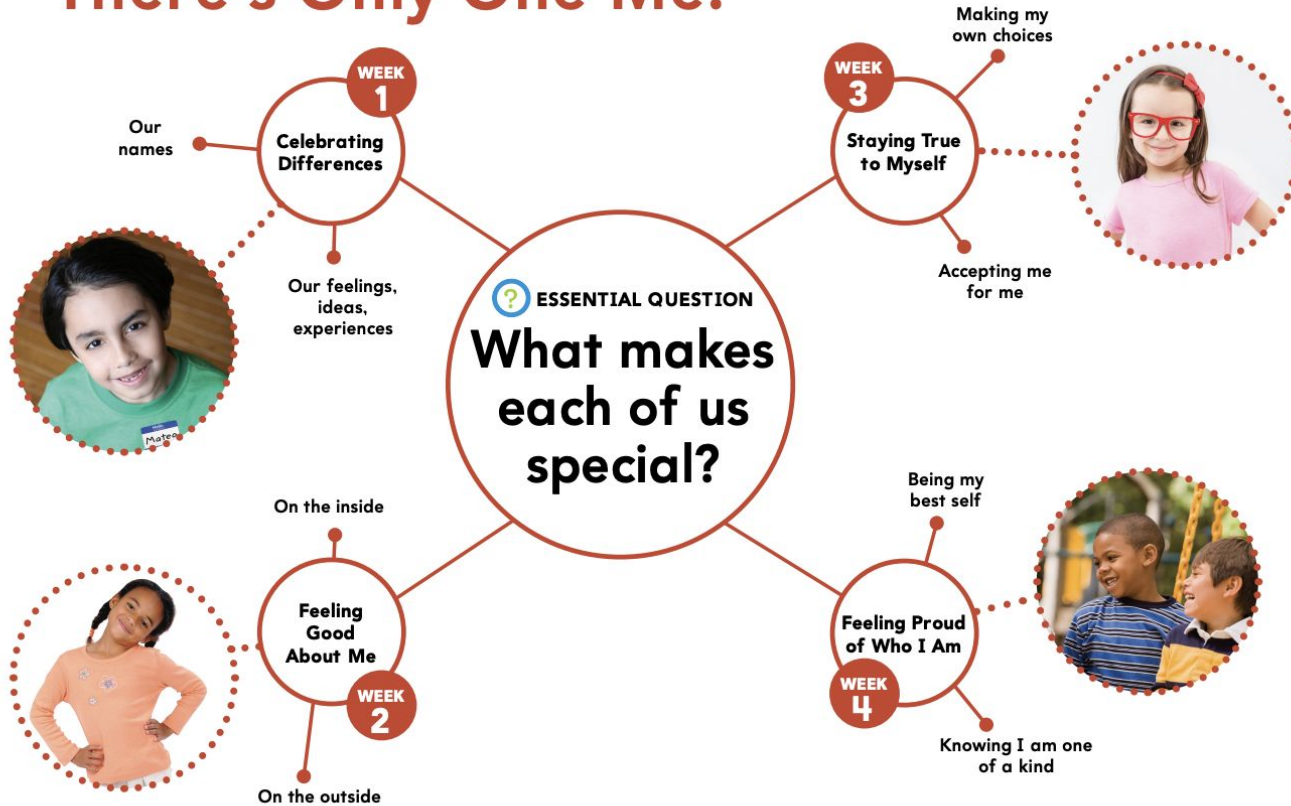 There's Only One Me!
WEEK
1
Celebrating
Differences
Our
names
Our feelings,
ideas,
experiences
Mateo
WEEK
2
Feeling
Good
About Me
On the inside
On the outside
ESSENTIAL QUESTION
What makes
each of us
special?
WEEK
3
Staying True
to Myself
Making my
own choices
Accepting me
for me
WEEK
4
Feeling Proud
of Who I Am
Being my
best self
Knowing I am one
of a kind